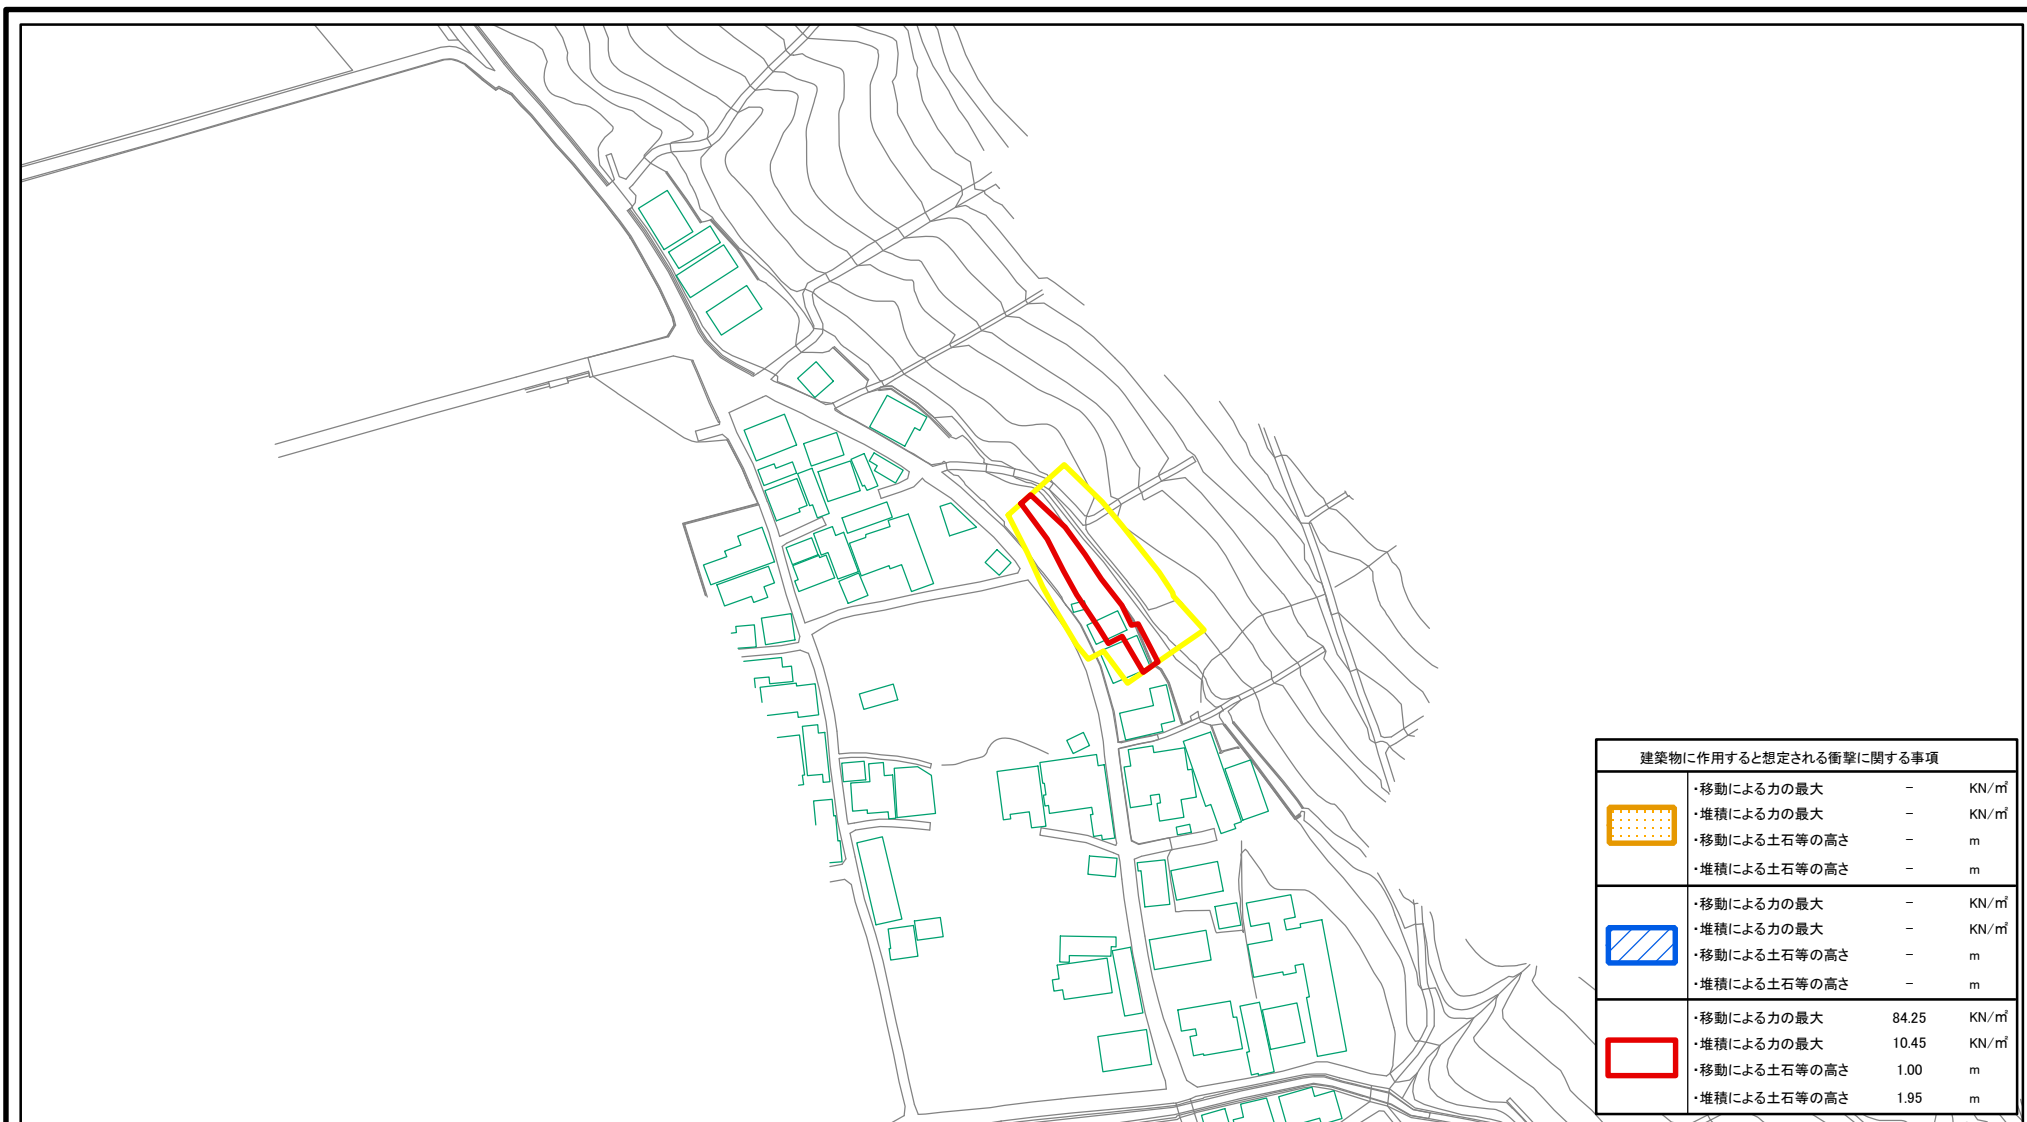 建築物に作用すると想定される衝撃に関する事項
・移動による力の最大 － KN/㎡
・堆積による力の最大 － KN/㎡
・移動による土石等の高さ － m
・堆積による土石等の高さ － m
・移動による力の最大 － KN/㎡
・堆積による力の最大 － KN/㎡
・移動による土石等の高さ － m
・堆積による土石等の高さ － m
・移動による力の最大 84.25 KN/㎡
・堆積による力の最大 10.45 KN/㎡
・移動による土石等の高さ 1.00 m
・堆積による土石等の高さ 1.95 m